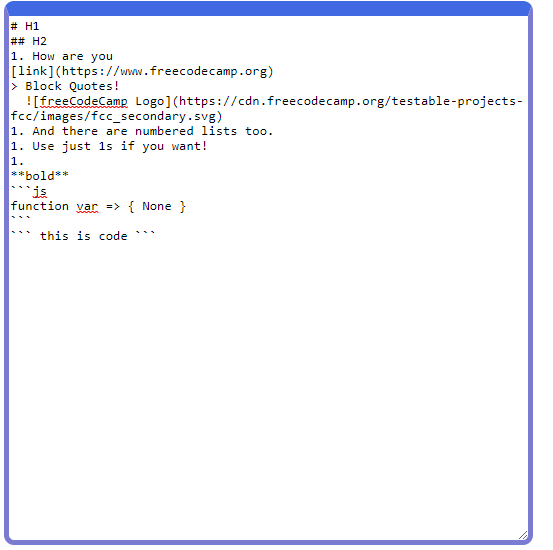 # H1
## H2
1. How are you
[link](https://www.freecodecamp.org)
> Block Quotes!
  ![freeCodeCamp Logo](https://cdn.freecodecamp.org/testable-projects-
fcc/images/fcc_secondary.svg)
1. And there are numbered lists too.
1. Use just 1s if you want!
1.
**bold**
```js
function var => { None }
```
``` this is code ```